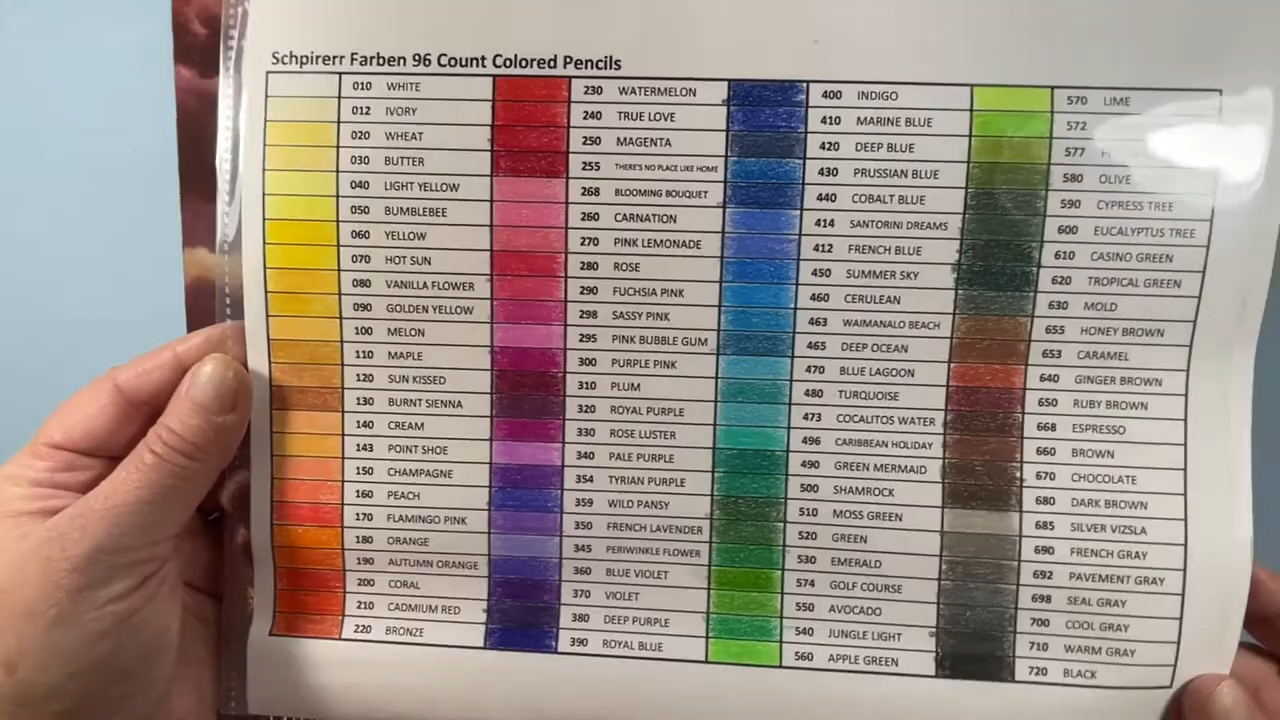 Schpirerr Farben 96 Count Colored Pencils
010 WHITE 230 WATERMELON 400 INDIGO 570 LIME
012 IVORY 240 TRUE LOVE 410 MARINE BLUE 572
020 WHEAT 250 MAGENTA 420 DEEP BLUE 577
030 BUTTER 255 THERE'S NO PLACE LIKE HOME 430 PRUSSIAN BLUE 580 OLIVE
040 LIGHT YELLOW 268 BLOOMING BOUQUET 440 COBALT BLUE 590 CYPRESS TREE
050 BUMBLEBEE 260 CARNATION 414 SANTORINI DREAMS 600 EUCALYPTUS TREE
060 YELLOW 270 PINK LEMONADE 412 FRENCH BLUE 610 CASINO GREEN
070 HOT SUN 280 ROSE 450 SUMMER SKY 620 TROPICAL GREEN
080 VANILLA FLOWER 290 FUCHSIA PINK 460 CERULEAN 630 MOLD
090 GOLDEN YELLOW 298 SASSY PINK 463 WAIMANALO BEACH 655 HONEY BROWN
100 MELON 295 PINK BUBBLE GUM 465 DEEP OCEAN 653 CARAMEL
110 MAPLE 300 PURPLE PINK 470 BLUE LAGOON 640 GINGER BROWN
120 SUN KISSED 310 PLUM 480 TURQUOISE 650 RUBY BROWN
130 BURNT SIENNA 320 ROYAL PURPLE 473 COCALITOS WATER 668 ESPRESSO
140 CREAM 330 ROSE LUSTER 496 CARIBBEAN HOLIDAY 660 BROWN
143 POINT SHOE 340 PALE PURPLE 490 GREEN MERMAID 670 CHOCOLATE
150 CHAMPAGNE 354 TYRIAN PURPLE 500 SHAMROCK 680 DARK BROWN
160 PEACH 359 WILD PANSY 510 MOSS GREEN 685 SILVER VIZSLA
170 FLAMINGO PINK 350 FRENCH LAVENDER 520 GREEN 690 FRENCH GRAY
180 ORANGE 345 PERIWINKLE FLOWER 530 EMERALD 692 PAVEMENT GRAY
190 AUTUMN ORANGE 360 BLUE VIOLET 574 GOLF COURSE 698 SEAL GRAY
200 CORAL 370 VIOLET 550 AVOCADO 700 COOL GRAY
210 CADMIUM RED 380 DEEP PURPLE 540 JUNGLE LIGHT 710 WARM GRAY
220 BRONZE 390 ROYAL BLUE 560 APPLE GREEN 720 BLACK